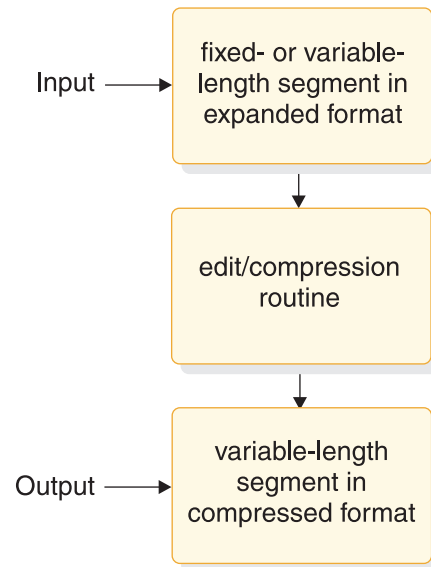 fixed- or variable-
Input
length segment in
expanded format
edit/compression
routine
variable-length
Output
segment in
compressed format